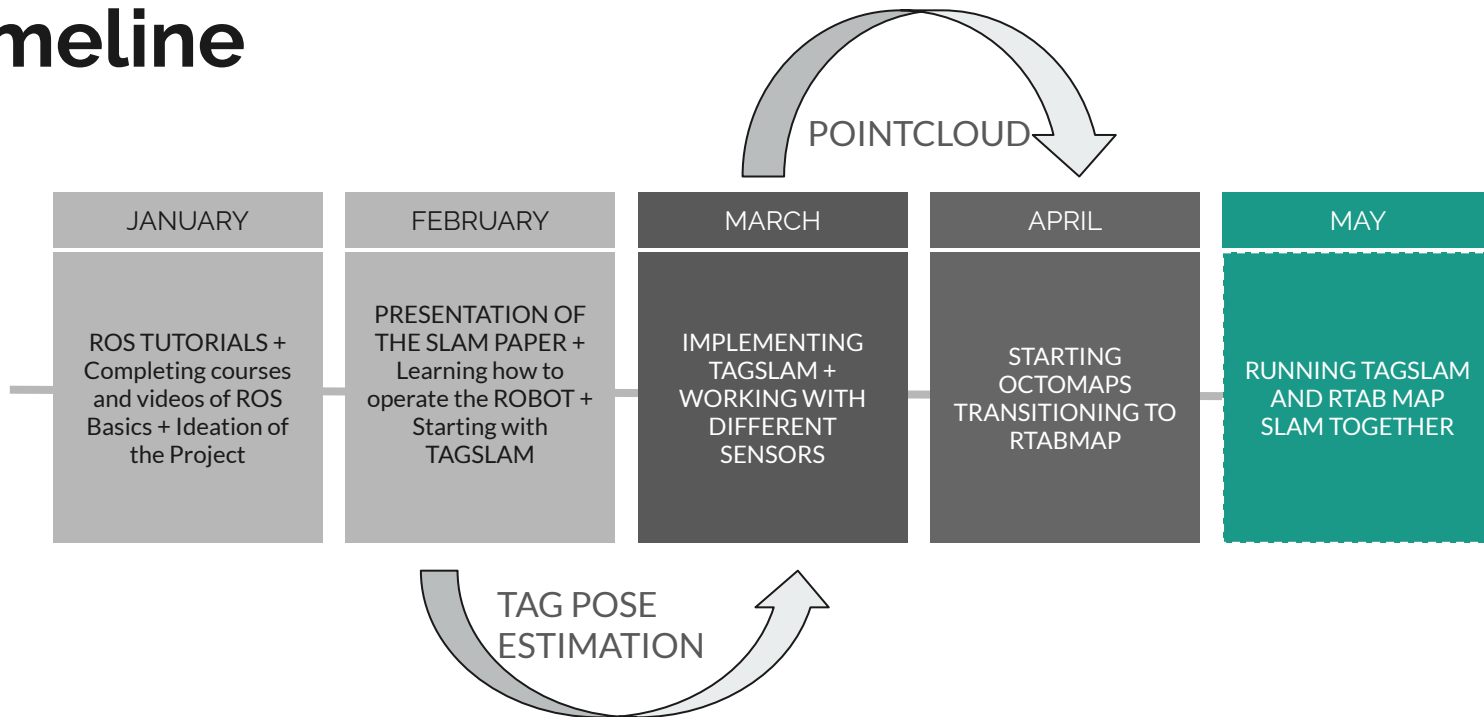 meline
POINTCLOUD
JANUARY
FEBRUARY
MARCH
APRIL
MAY
ROS TUTORIALS +
Completing courses
and videos of ROS
Basics + Ideation of
the Project
PRESENTATION OF
THE SLAM PAPER +
Learning how to
operate the ROBOT +
Starting with
TAGSLAM
IMPLEMENTING
TAGSLAM +
WORKING WITH
DIFFERENT
SENSORS
STARTING
OCTOMAPS
TRANSITIONING TO
RTABMAP
RUNNING TAGSLAM
AND RTAB MAP
SLAM TOGETHER
TAG POSE
ESTIMATION